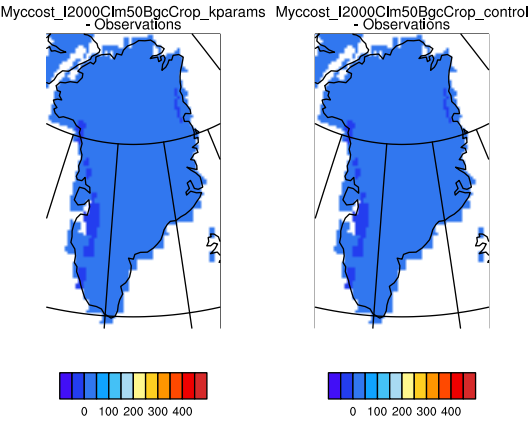 Myccost_I2000Clm50BgcCrop_kparams
- Observations
Myccost_I2000Clm50BgcCrop_control
- Observations
0 100 200 300 400
0 100 200 300 400